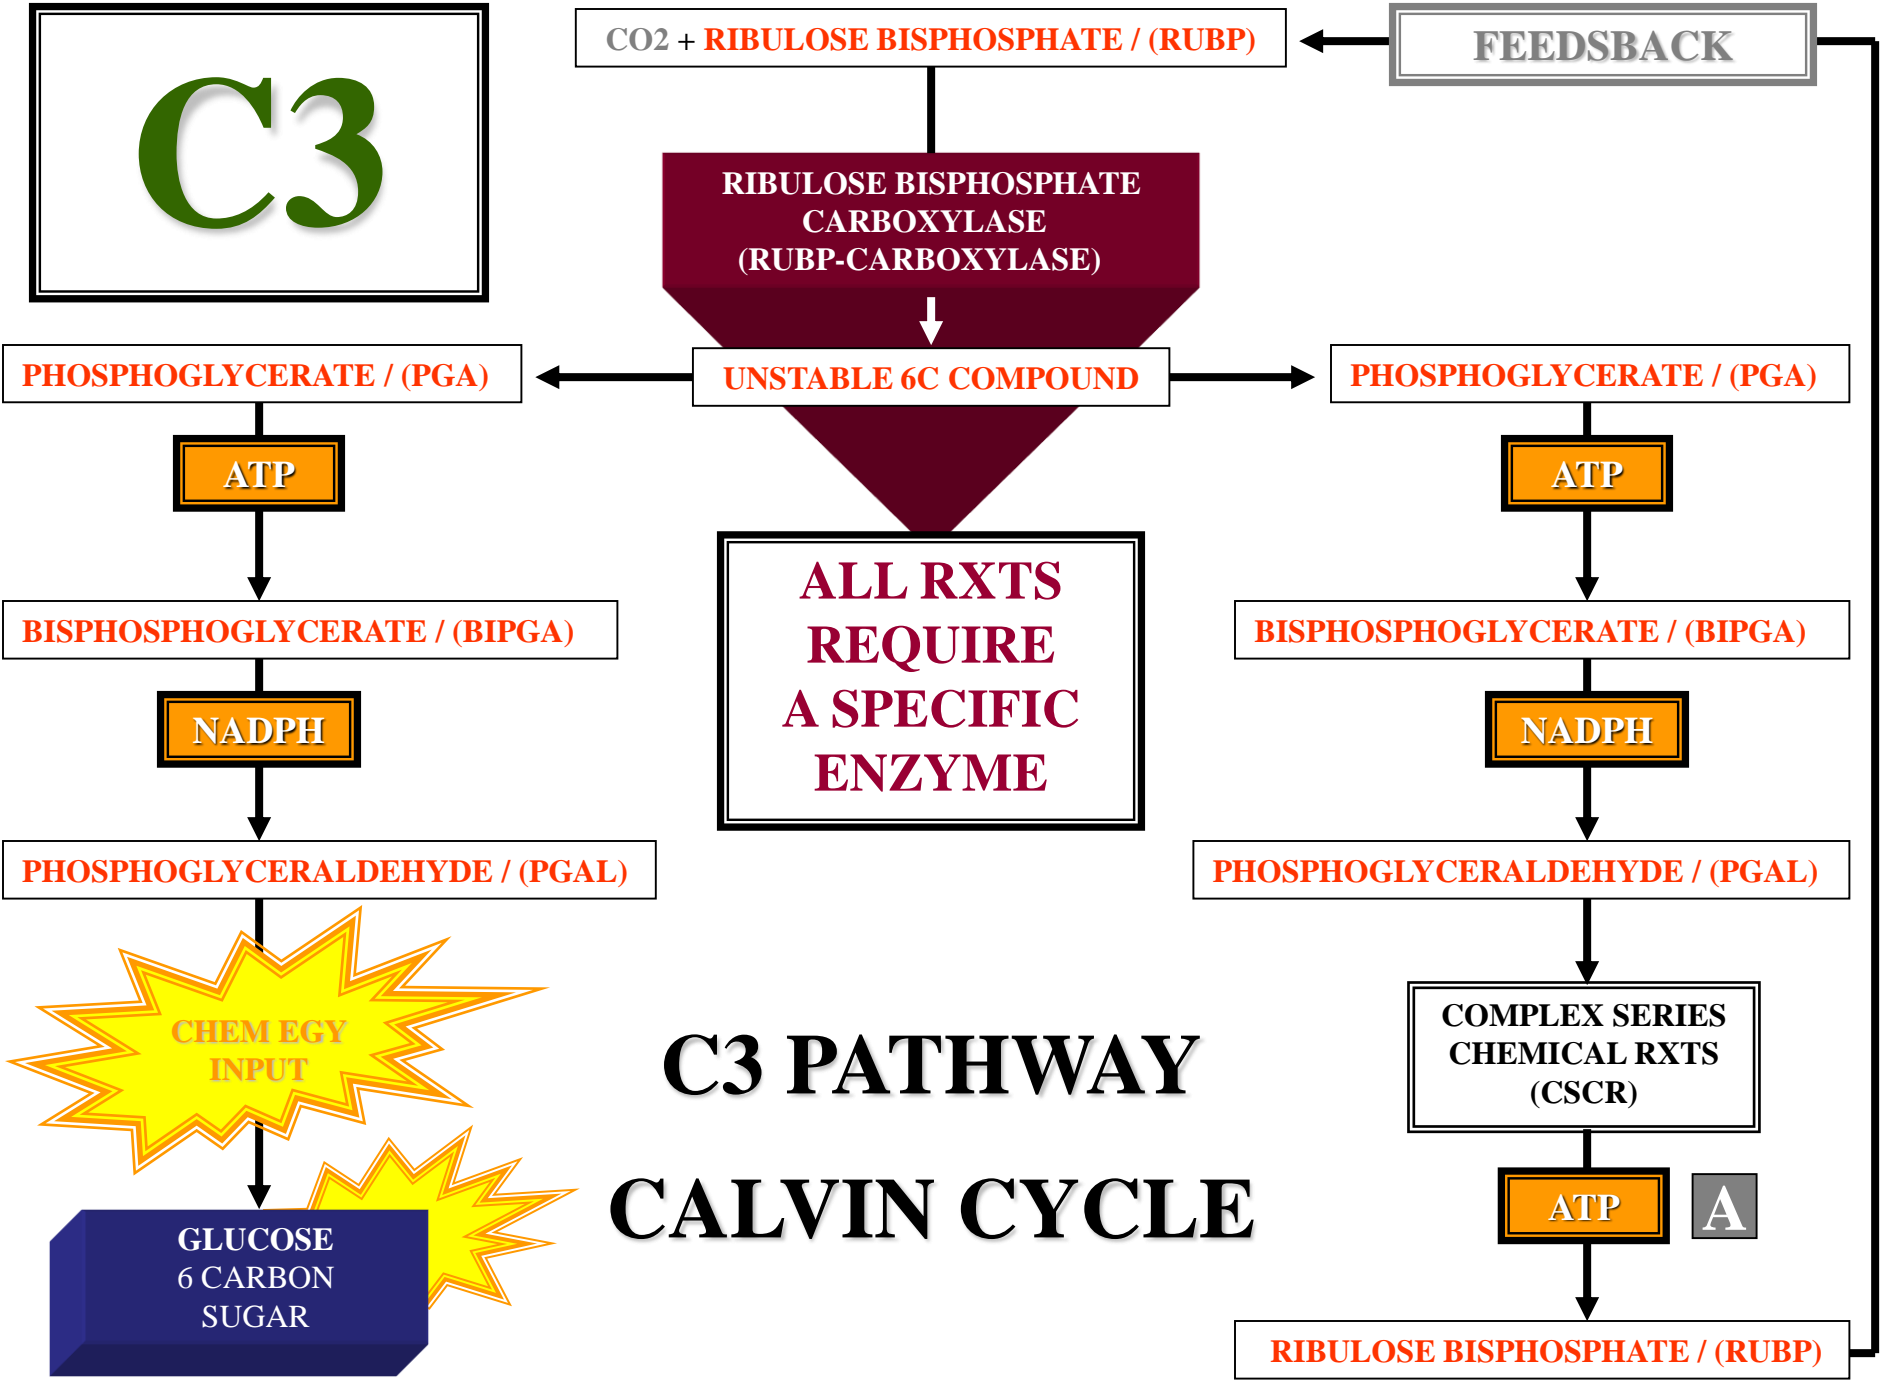 C3
CO2 + RIBULOSE BISPHOSPHATE / (RUBP)
FEEDSBACK
RIBULOSE BISPHOSPHATE
CARBOXYLASE
(RUBP-CARBOXYLASE)
PHOSPHOGLYCERATE / (PGA)
UNSTABLE 6C COMPOUND
PHOSPHOGLYCERATE / (PGA)
ATP
ATP
ALL RXTS
REQUIRE
A SPECIFIC
ENZYME
BISPHOSPHOGLYCERATE / (BIPGA)
BISPHOSPHOGLYCERATE / (BIPGA)
NADPH
NADPH
PHOSPHOGLYCERALDEHYDE / (PGAL)
PHOSPHOGLYCERALDEHYDE / (PGAL)
CHEM EGY
INPUT
C3 PATHWAY
CALVIN CYCLE
COMPLEX SERIES
CHEMICAL RXTS
(CSCR)
ATP
A
GLUCOSE
6 CARBON
SUGAR
RIBULOSE BISPHOSPHATE / (RUBP)